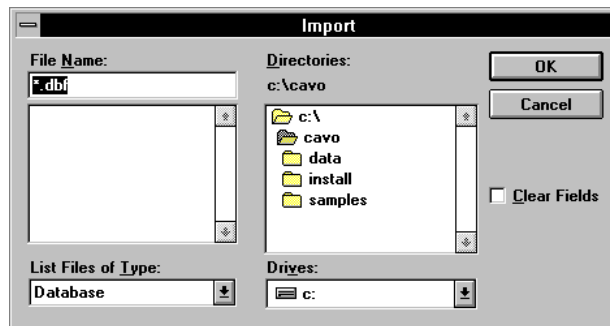 Import
File Name:
*.dbf
List Files of Type:
Database
Directories:
c:\cavo
c:\
cavo
data
install
samples
Drives:
c:
OK
Cancel
Clear Fields